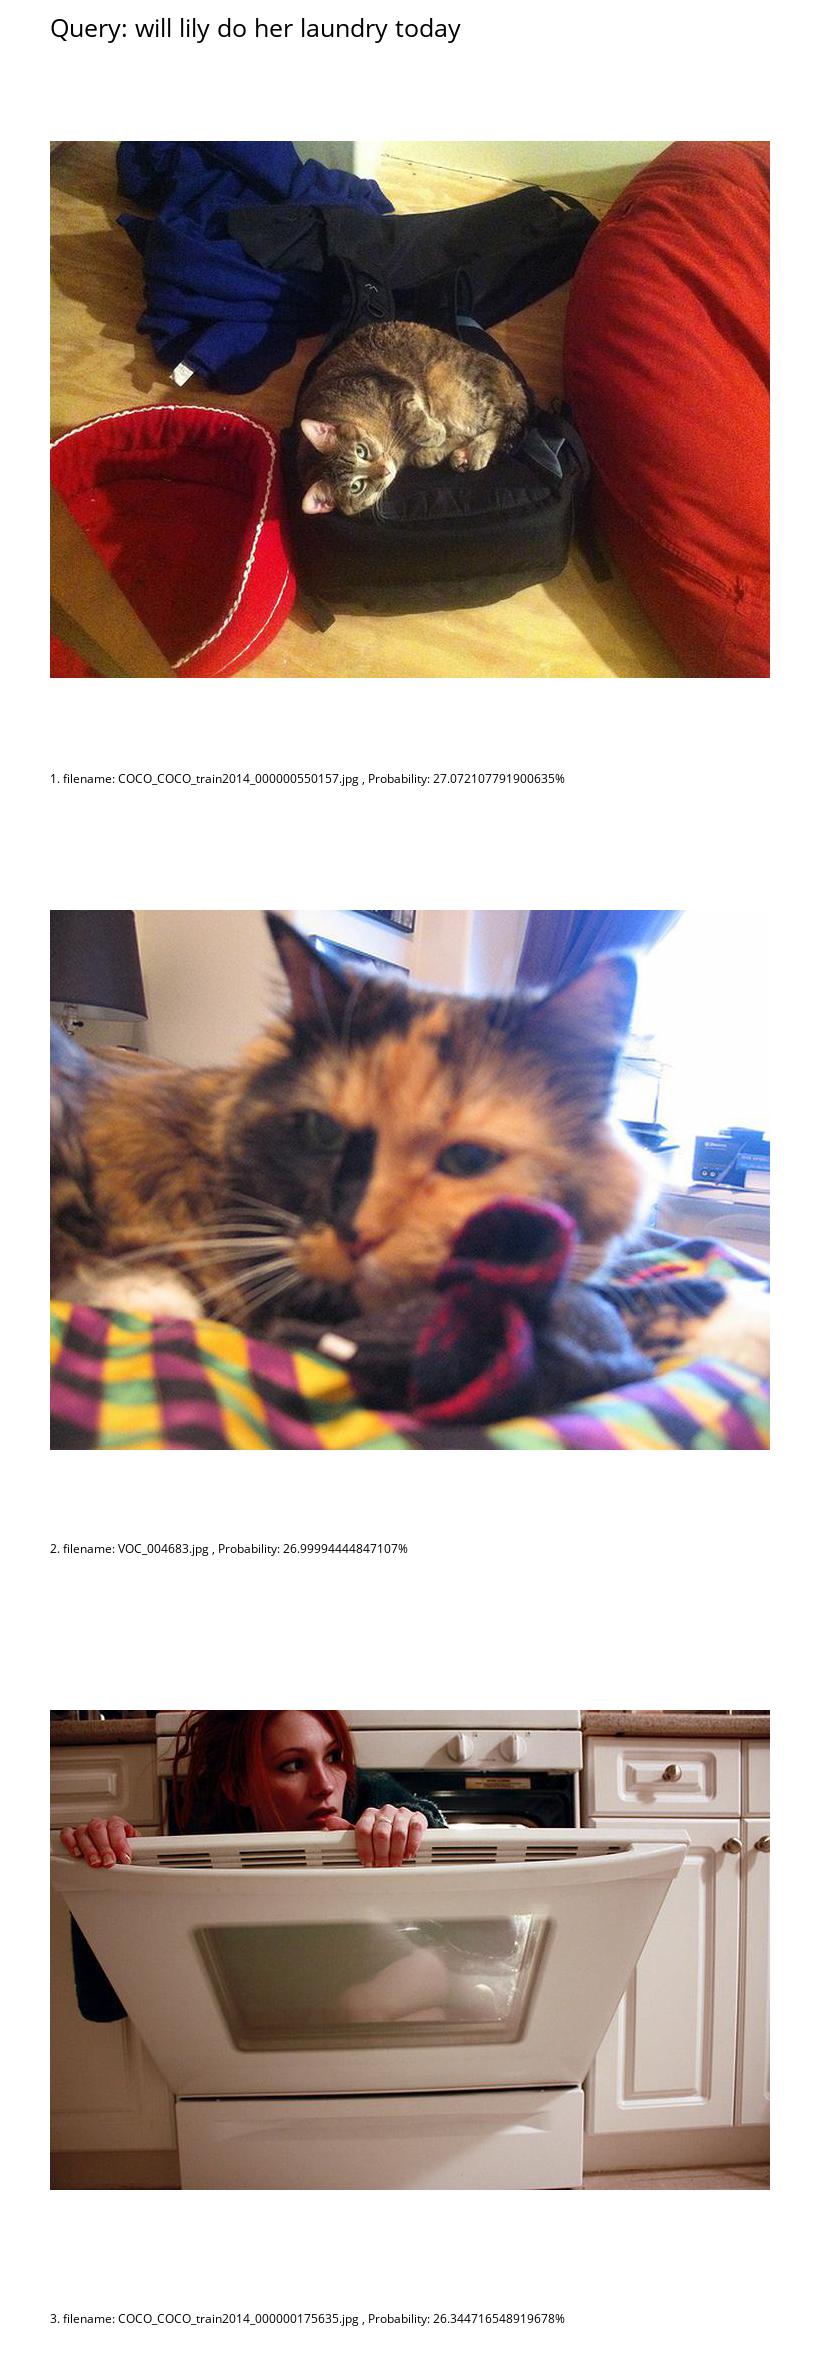 Query: will lily do her laundry today
1. filename: COCO_COCO_train2014_000000550157.jpg , Probability: 27.072107791900635%
2. filename: VOC_004683.jpg , Probability: 26.99994444847107%
3. filename: COCO_COCO_train2014_000000175635.jpg , Probability: 26.344716548919678%